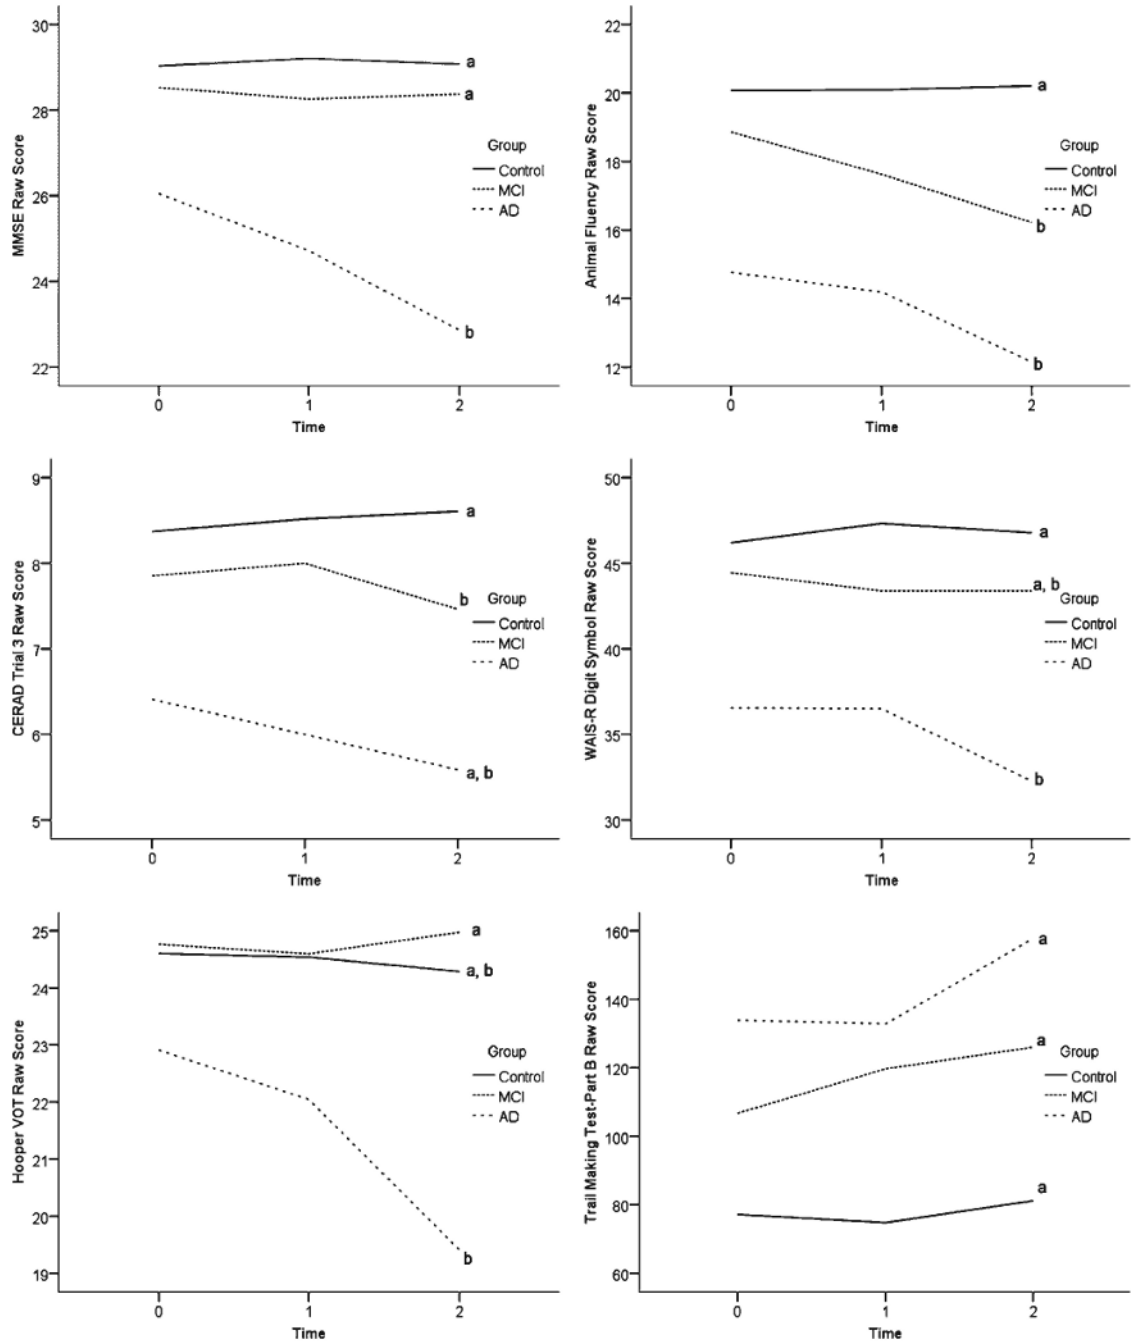 MMSE Raw Score
30
28
26
24
22
0 1 2
Time
a
a
b
Group
Control
MCI
AD
Animal Fluency Raw Score
22
20
18
16
14
12
0 1 2
Time
a
b
b
Group
Control
MCI
AD
CERAD Trial 3 Raw Score
9
8
7
6
5
0 1 2
Time
a
b
a, b
Group
Control
MCI
AD
WAIS-R Digit Symbol Raw Score
50
45
40
35
30
0 1 2
Time
a
a, b
b
Group
Control
MCI
AD
Hooper VOT Raw Score
25
24
23
22
21
20
19
0 1 2
Time
a
a, b
b
Group
Control
MCI
AD
Trail Making Test-Part B Raw Score
160
140
120
100
80
60
0 1 2
Time
a
a
a
Group
Control
MCI
AD